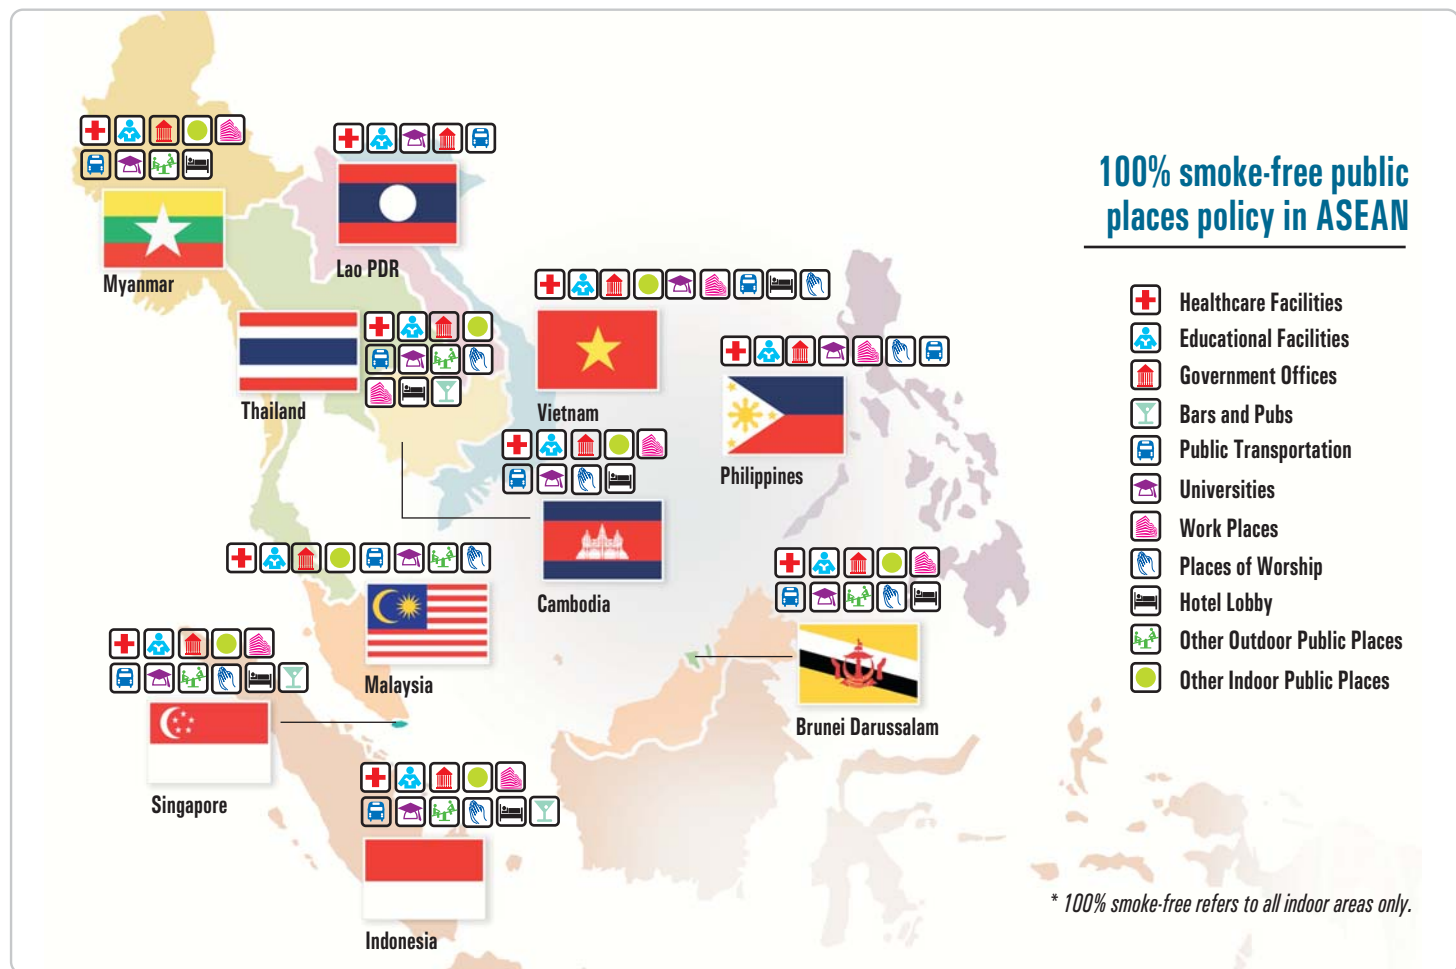 100% smoke-free public
places policy in ASEAN
Healthcare Facilities
Educational Facilities
Government Offices
Bars and Pubs
Public Transportation
Universities
Work Places
Places of Worship
Hotel Lobby
Other Outdoor Public Places
Other Indoor Public Places
Myanmar
Lao PDR
Thailand
Vietnam
Philippines
Cambodia
Malaysia
Brunei Darussalam
Singapore
Indonesia
* 100% smoke-free refers to all indoor areas only.